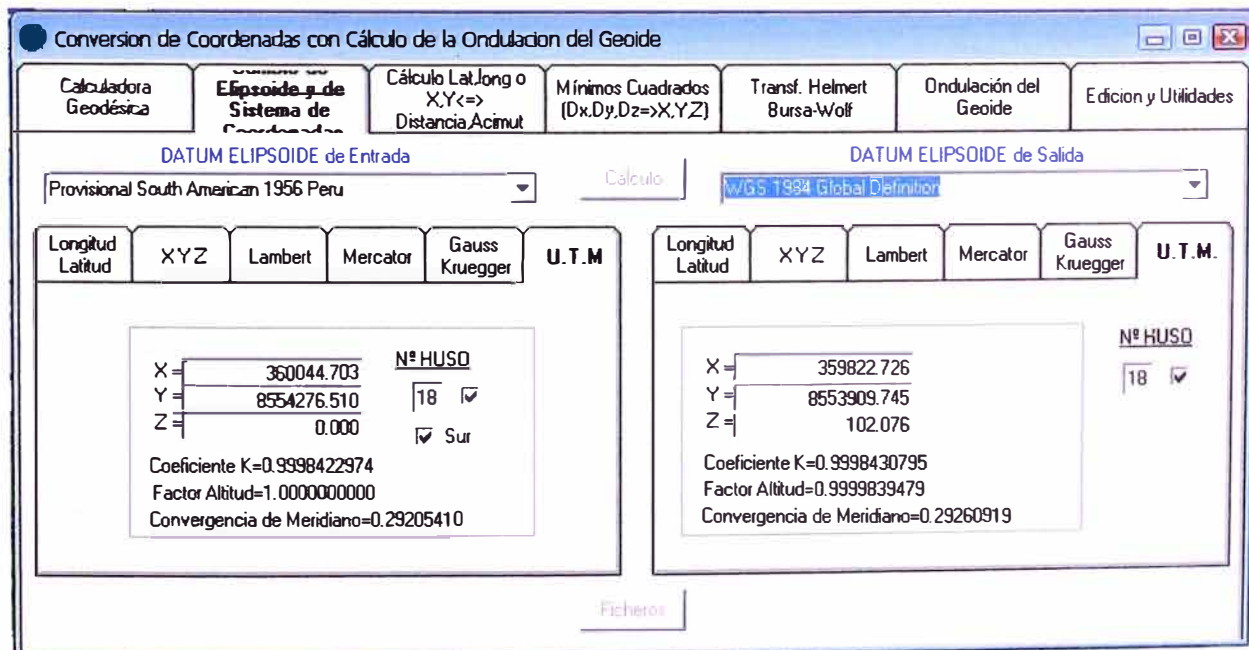 Conversion de Coordenadas con Cálculo de la Ondulacion del Geoide
Calculadora
Geodésica
Cambio de
Elipsoide y de
Sistema de
Coordenadas
Cálculo Lat,long o
X,Y<=>
Distancia,Acimut
Mínimos Cuadrados
(Dx,Dy,Dz=>X,Y,Z)
Transf. Helmert
Bursa-Wolf
Ondulación del
Geoide
Edicion y Utilidades
DATUM ELIPSOIDE de Entrada
Provisional South American 1956 Peru
Cálculo
DATUM ELIPSOIDE de Salida
WGS 1984 Global Definition
Longitud
Latitud
XYZ
Lambert
Mercator
Gauss
Kruegger
U.T.M
X = 360044.703
Y = 8554276.510
Z = 0.000
Nº HUSO
18
Sur
Coeficiente K=0.9998422974
Factor Altitud=1.0000000000
Convergencia de Meridiano=0.29205410
Longitud
Latitud
XYZ
Lambert
Mercator
Gauss
Kruegger
U.T.M.
X = 359822.726
Y = 8553909.745
Z = 102.076
Nº HUSO
18
Coeficiente K=0.9998430795
Factor Altitud=0.9999839479
Convergencia de Meridiano=0.29260919
Ficheros